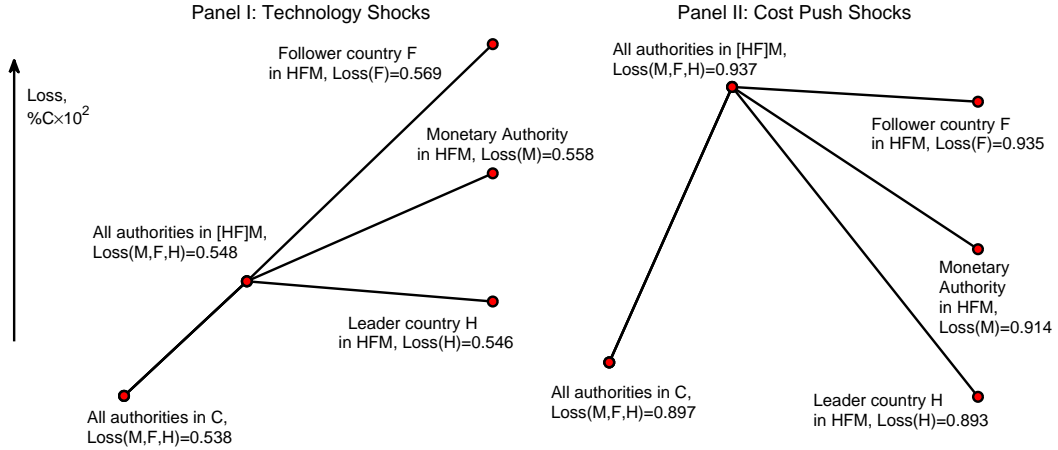 Panel I: Technology Shocks
Loss,
%C×10²
Follower country F
in HFM, Loss(F)=0.569
Monetary Authority
in HFM, Loss(M)=0.558
All authorities in [HF]M,
Loss(M,F,H)=0.548
Leader country H
in HFM, Loss(H)=0.546
All authorities in C,
Loss(M,F,H)=0.538
Panel II: Cost Push Shocks
All authorities in [HF]M,
Loss(M,F,H)=0.937
Follower country F
in HFM, Loss(F)=0.935
Monetary
Authority
in HFM,
Loss(M)=0.914
All authorities in C,
Loss(M,F,H)=0.897
Leader country H
in HFM, Loss(H)=0.893